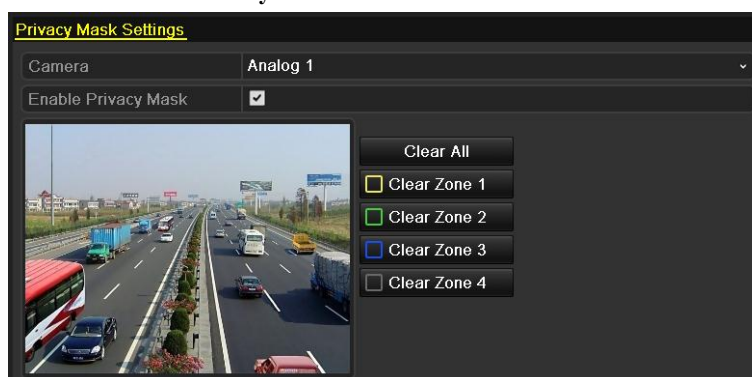 Privacy Mask Settings
Camera Analog 1
Enable Privacy Mask
Clear All
Clear Zone 1
Clear Zone 2
Clear Zone 3
Clear Zone 4